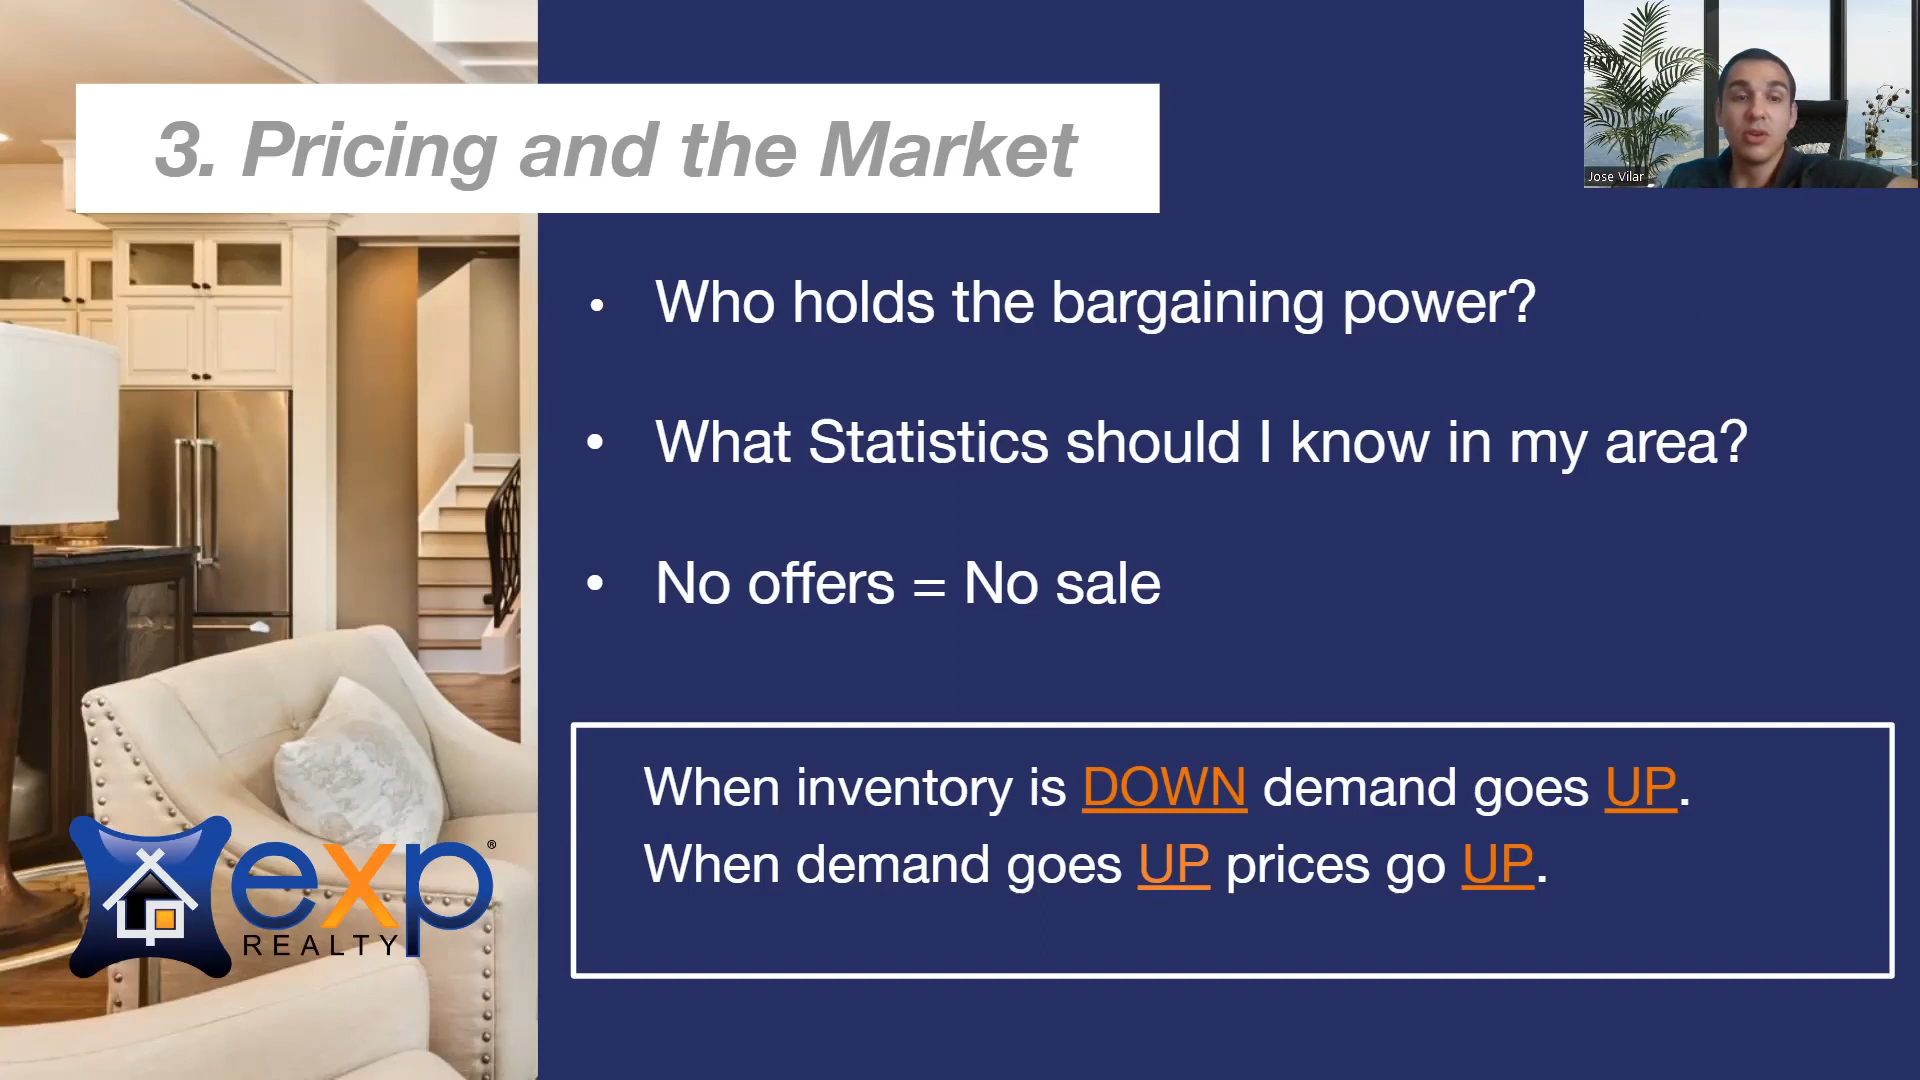 3. Pricing and the Market
Jose Vilar
• Who holds the bargaining power?
• What Statistics should I know in my area?
• No offers = No sale
When inventory is DOWN demand goes UP.
When demand goes UP prices go UP.
exp®
REALTY